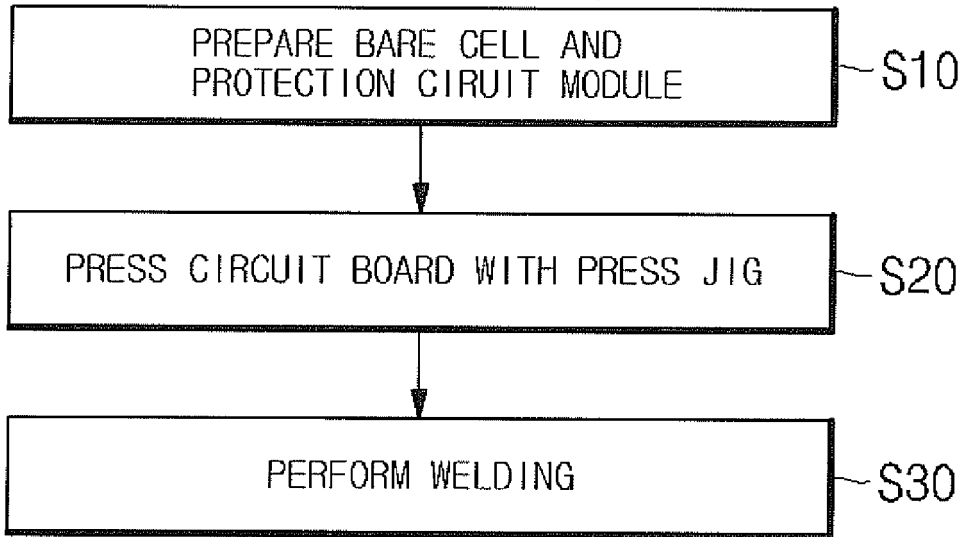 PREPARE BARE CELL AND
PROTECTION CIRUIT MODULE
S10
PRESS CIRCUIT BOARD WITH PRESS JIG
S20
PERFORM WELDING
S30